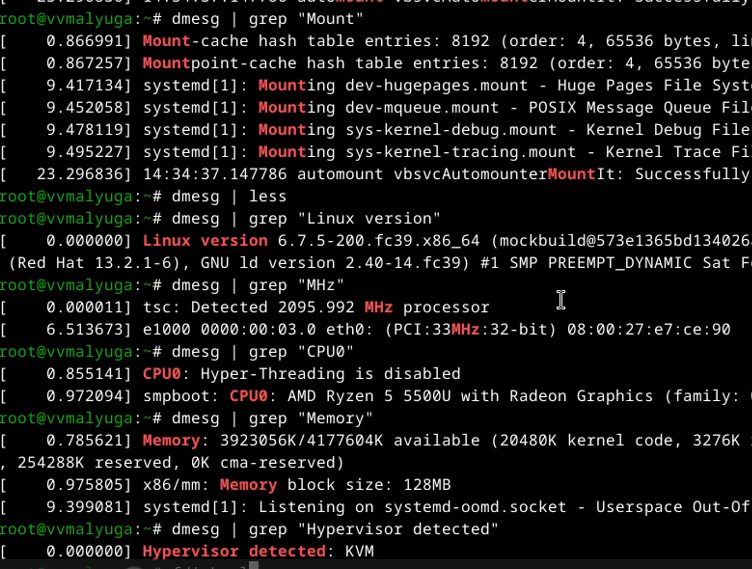 root@vvmalyuga:~# dmesg | grep "Mount"
[    0.866991] Mount-cache hash table entries: 8192 (order: 4, 65536 bytes,
[    0.867257] Mountpoint-cache hash table entries: 8192 (order: 4, 65536
[    9.417134] systemd[1]: Mounting dev-hugepages.mount - Huge Pages File
[    9.452058] systemd[1]: Mounting dev-mqueue.mount - POSIX Message Queue
[    9.478119] systemd[1]: Mounting sys-kernel-debug.mount - Kernel Debug File
[    9.495227] systemd[1]: Mounting sys-kernel-tracing.mount - Kernel Trace
[   23.296836] 14:34:37.147786 automount vbsvcAutomounterMountIt: Successfully
root@vvmalyuga:~# dmesg | less
root@vvmalyuga:~# dmesg | grep "Linux version"
[    0.000000] Linux version 6.7.5-200.fc39.x86_64 (mockbuild@573e1365bd134026
(Red Hat 13.2.1-6), GNU ld version 2.40-14.fc39) #1 SMP PREEMPT_DYNAMIC Sat
root@vvmalyuga:~# dmesg | grep "MHz"
[    0.000011] tsc: Detected 2095.992 MHz processor
[    6.513673] e1000 0000:00:03.0 eth0: (PCI:33MHz:32-bit) 08:00:27:e7:ce:90
root@vvmalyuga:~# dmesg | grep "CPU0"
[    0.855141] CPU0: Hyper-Threading is disabled
[    0.972094] smpboot: CPU0: AMD Ryzen 5 5500U with Radeon Graphics (family:
root@vvmalyuga:~# dmesg | grep "Memory"
[    0.785621] Memory: 3923056K/4177604K available (20480K kernel code, 3276K
, 254288K reserved, 0K cma-reserved)
[    0.975805] x86/mm: Memory block size: 128MB
[    9.399081] systemd[1]: Listening on systemd-oomd.socket - Userspace Out-Of
root@vvmalyuga:~# dmesg | grep "Hypervisor detected"
[    0.000000] Hypervisor detected: KVM